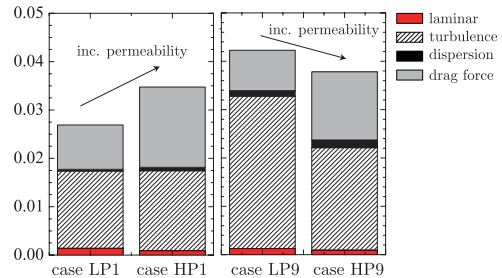 0.05
0.04
0.03
0.02
0.01
0.00
inc. permeability
inc. permeability
case LP1
case HP1
case LP9
case HP9
laminar
turbulence
dispersion
drag force